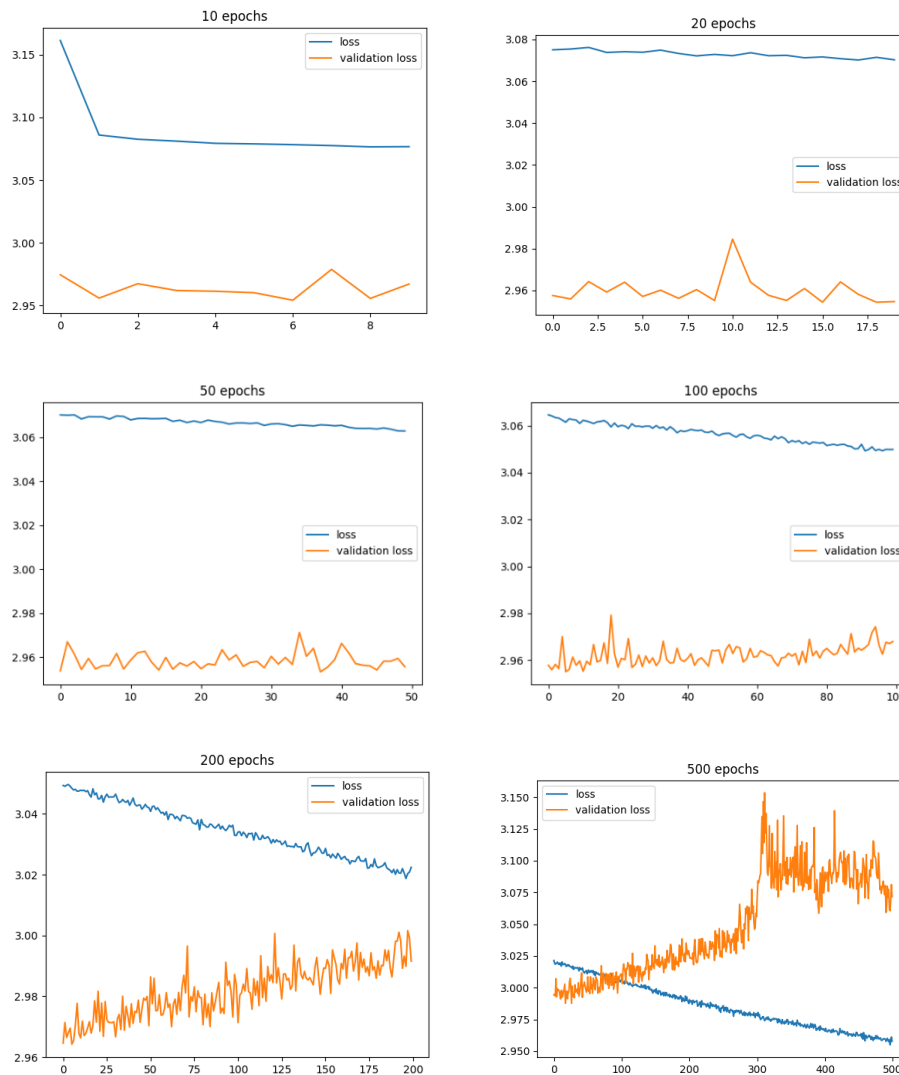 10 epochs
3.15
3.10
3.05
3.00
2.95
0 2 4 6 8
loss
validation loss
20 epochs
3.08
3.06
3.04
3.02
3.00
2.98
2.96
0.0 2.5 5.0 7.5 10.0 12.5 15.0 17.5
loss
validation loss
50 epochs
3.06
3.04
3.02
3.00
2.98
2.96
0 10 20 30 40 50
loss
validation loss
100 epochs
3.06
3.04
3.02
3.00
2.98
2.96
0 20 40 60 80 10
loss
validation loss
200 epochs
3.04
3.02
3.00
2.98
2.96
0 25 50 75 100 125 150 175 200
loss
validation loss
500 epochs
3.150
3.125
3.100
3.075
3.050
3.025
3.000
2.975
2.950
0 100 200 300 400 500
loss
validation loss